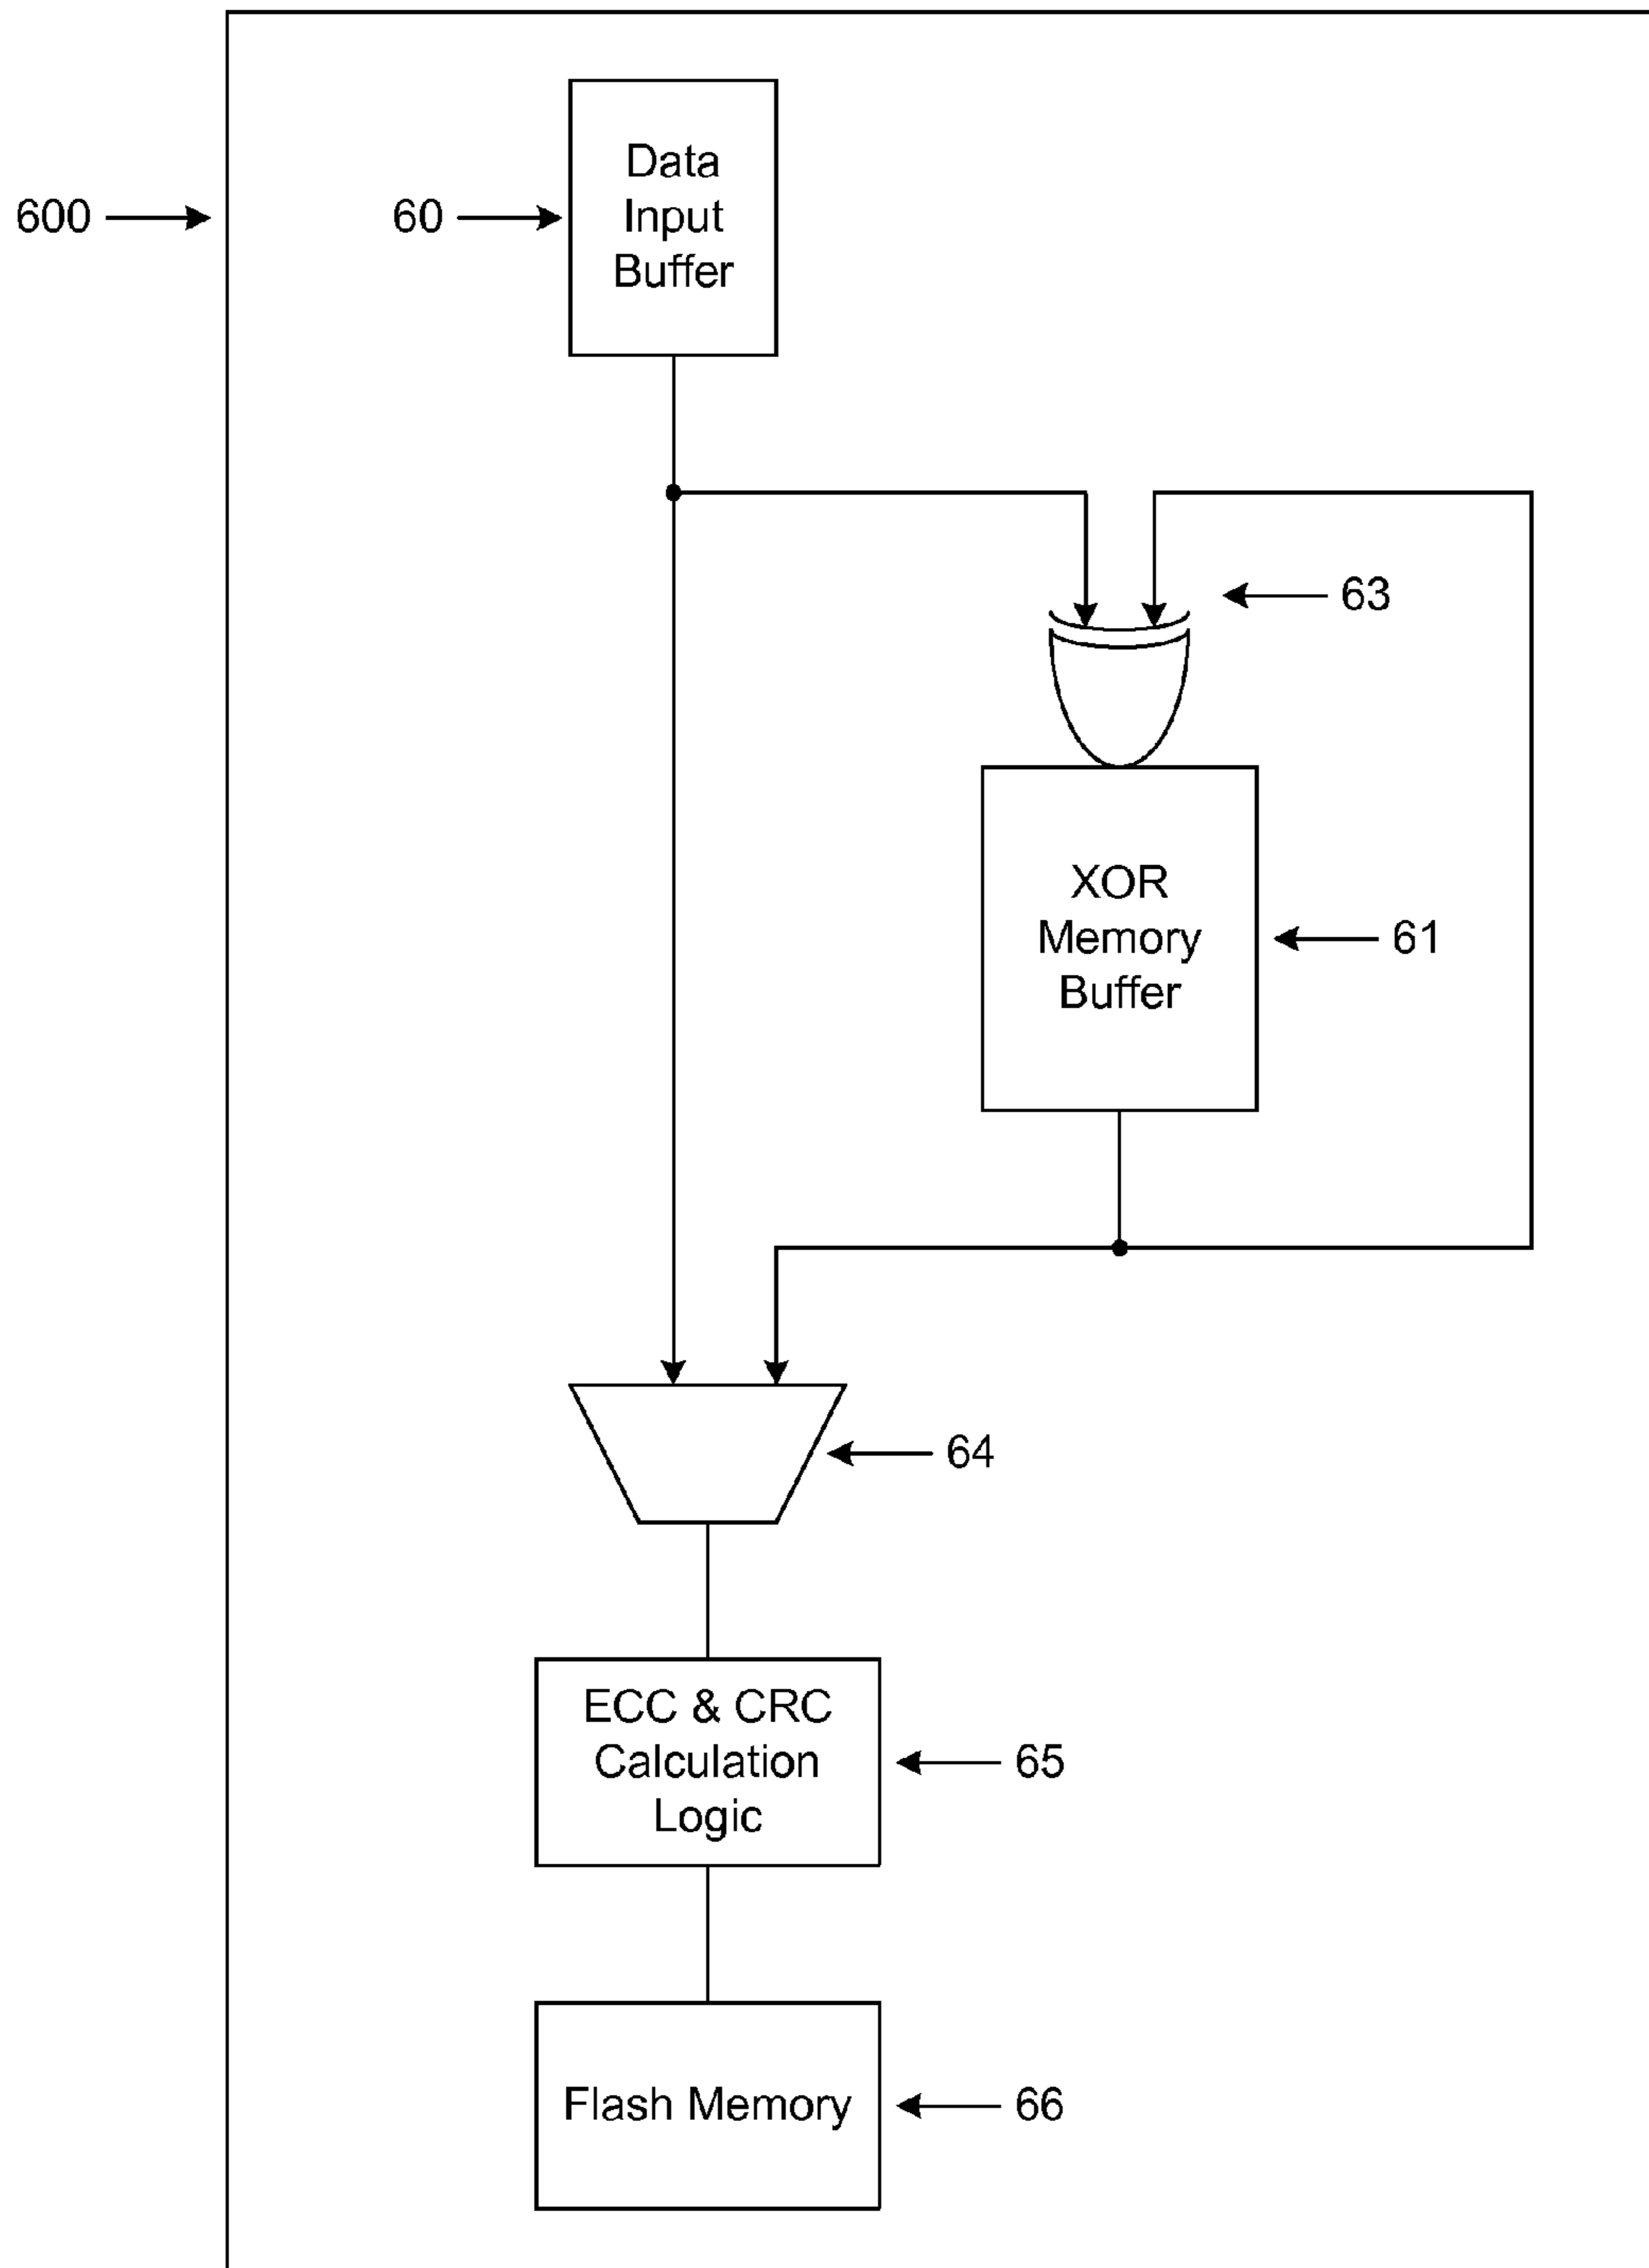 600
60
Data
Input
Buffer
63
XOR
Memory
Buffer
61
64
ECC & CRC
Calculation
Logic
65
Flash Memory
66